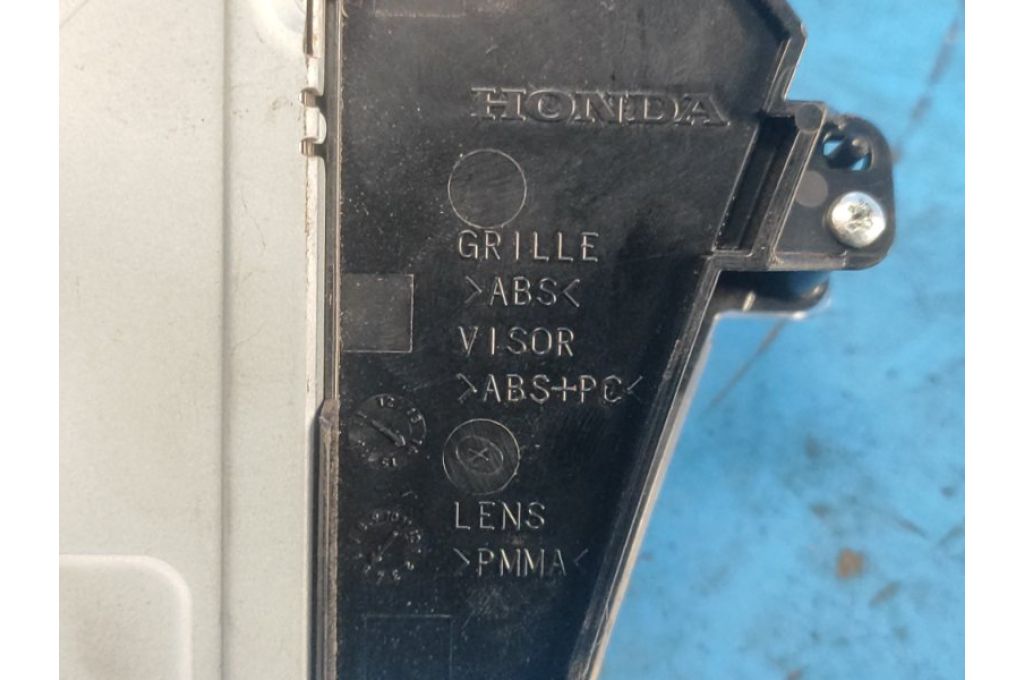 HONDA
GRILLE
>ABS<
VISOR
>ABS+PC<
LENS
>PMMA<